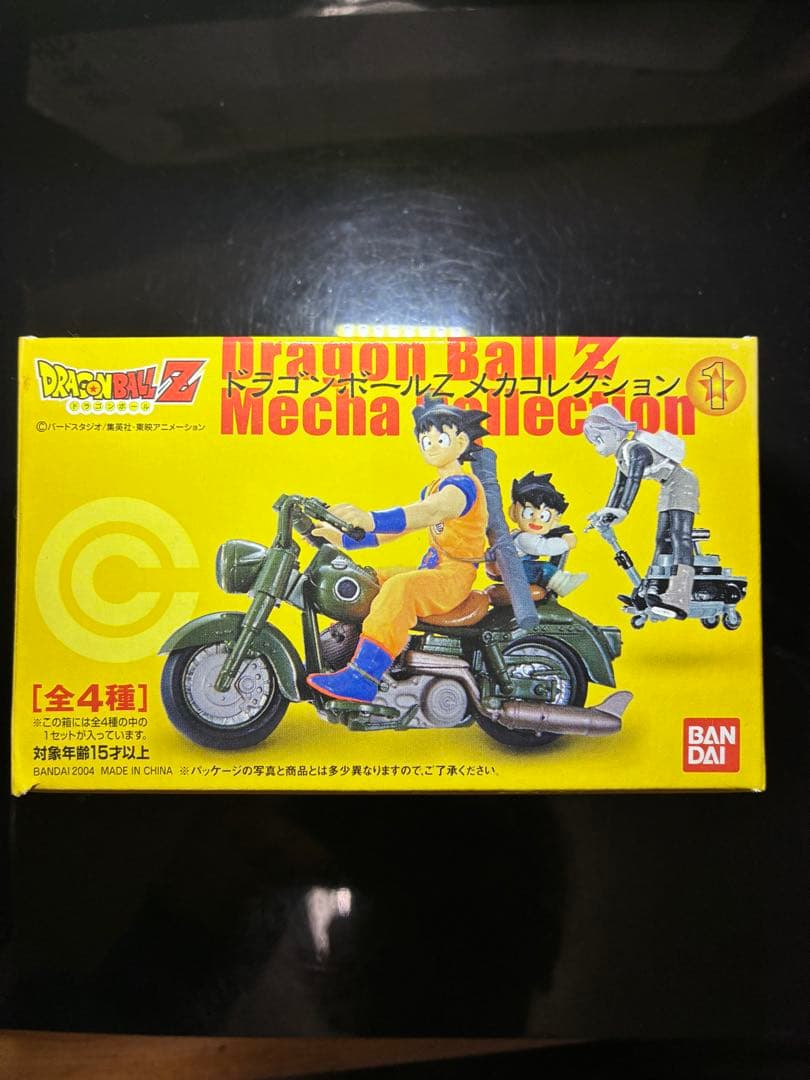 DRAGONBALL Z
ドラゴンボール
©バードスタジオ/集英社・東映アニメーション
Dragon Ball Z
ドラゴンボールZ メカコレクション
Mecha Collection
1
[全4種]
※この箱には全4種の中の
1セットが入っています。
対象年齢15才以上
BANDAI 2004 MADE IN CHINA ※パッケージの写真と商品とは多少異なりますので、ご了承ください。
BAN
DAI